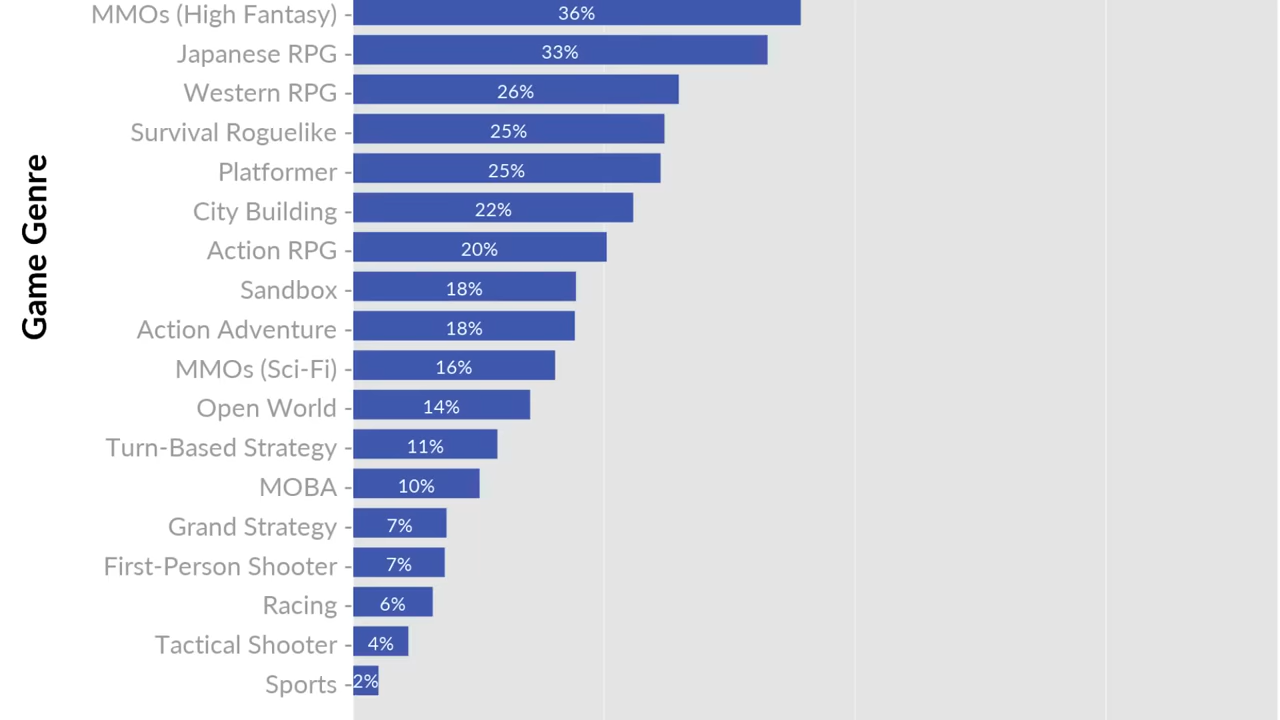 Game Genre
MMOs (High Fantasy) 36%
Japanese RPG 33%
Western RPG 26%
Survival Roguelike 25%
Platformer 25%
City Building 22%
Action RPG 20%
Sandbox 18%
Action Adventure 18%
MMOs (Sci-Fi) 16%
Open World 14%
Turn-Based Strategy 11%
MOBA 10%
Grand Strategy 7%
First-Person Shooter 7%
Racing 6%
Tactical Shooter 4%
Sports 2%